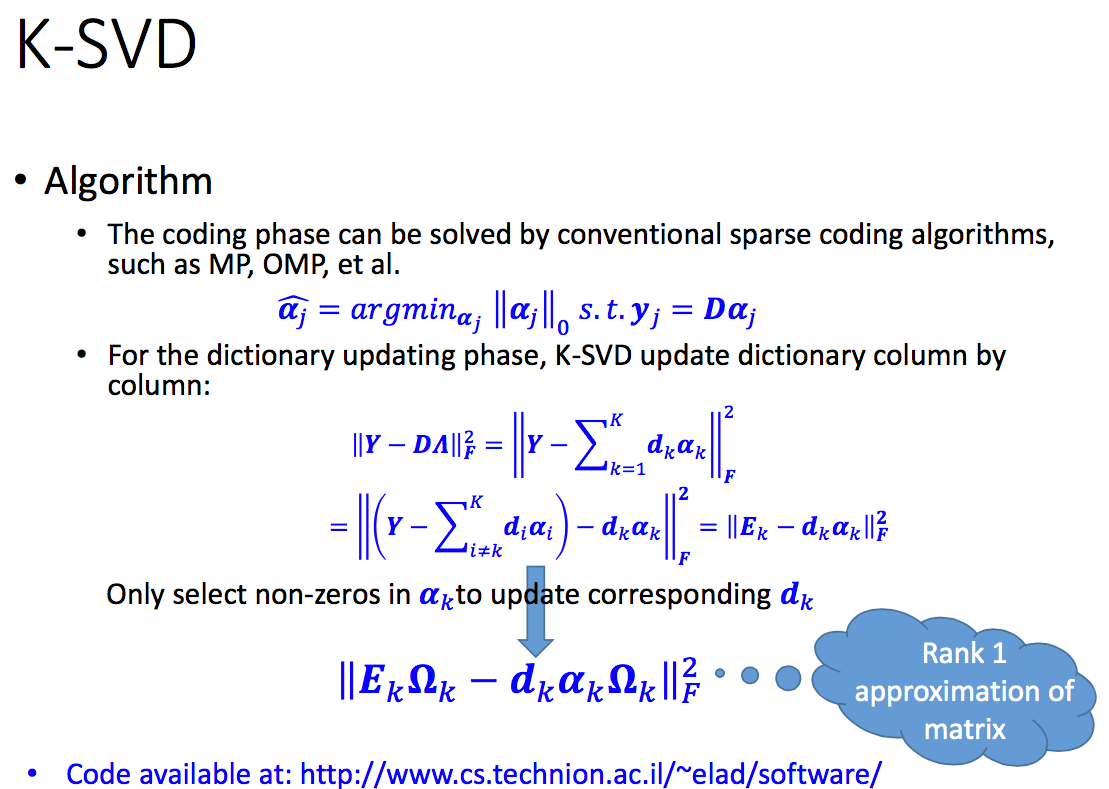 K-SVD
• Algorithm
• The coding phase can be solved by conventional sparse coding algorithms,
such as MP, OMP, et al.
$\widehat{\boldsymbol{\alpha}_j} = argmin_{\boldsymbol{\alpha}_j} \|\boldsymbol{\alpha}_j\|_0 \; s.t. \, \boldsymbol{y}_j = \boldsymbol{D}\boldsymbol{\alpha}_j$
• For the dictionary updating phase, K-SVD update dictionary column by
column:
$\|\boldsymbol{Y} - \boldsymbol{D}\boldsymbol{\Lambda}\|_F^2 = \left\|\boldsymbol{Y} - \sum_{k=1}^{K} \boldsymbol{d}_k \boldsymbol{\alpha}_k\right\|_F^2$
$= \left\|\left(\boldsymbol{Y} - \sum_{i \neq k}^{K} \boldsymbol{d}_i \boldsymbol{\alpha}_i\right) - \boldsymbol{d}_k \boldsymbol{\alpha}_k\right\|_F^2 = \|\boldsymbol{E}_k - \boldsymbol{d}_k \boldsymbol{\alpha}_k\|_F^2$
Only select non-zeros in $\boldsymbol{\alpha}_k$ to update corresponding $\boldsymbol{d}_k$
$\|\boldsymbol{E}_k \boldsymbol{\Omega}_k - \boldsymbol{d}_k \boldsymbol{\alpha}_k \boldsymbol{\Omega}_k\|_F^2$
Rank 1
approximation of
matrix
• Code available at: http://www.cs.technion.ac.il/~elad/software/